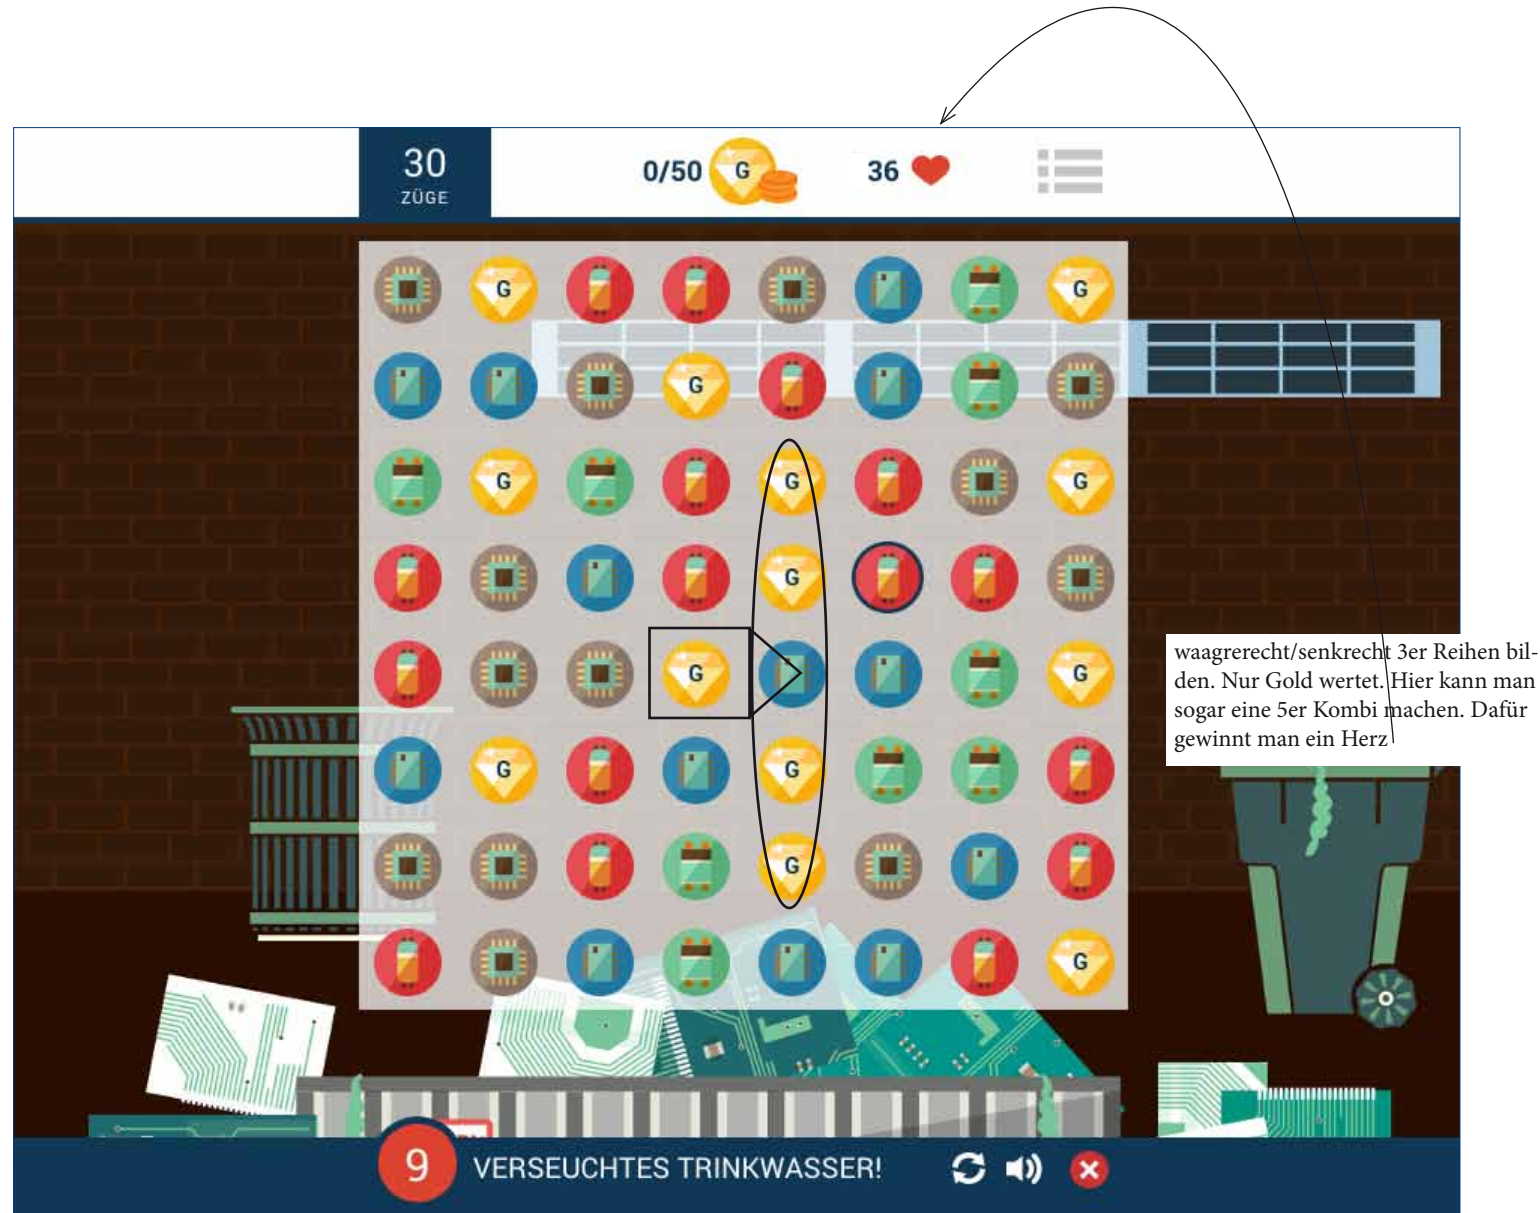 30
ZÜGE
0/50 G
36
G G
G
G G G
G
G G
G G
G
G
waagrerecht/senkrecht 3er Reihen bil-
den. Nur Gold wertet. Hier kann man
sogar eine 5er Kombi machen. Dafür
gewinnt man ein Herz
9 VERSEUCHTES TRINKWASSER!